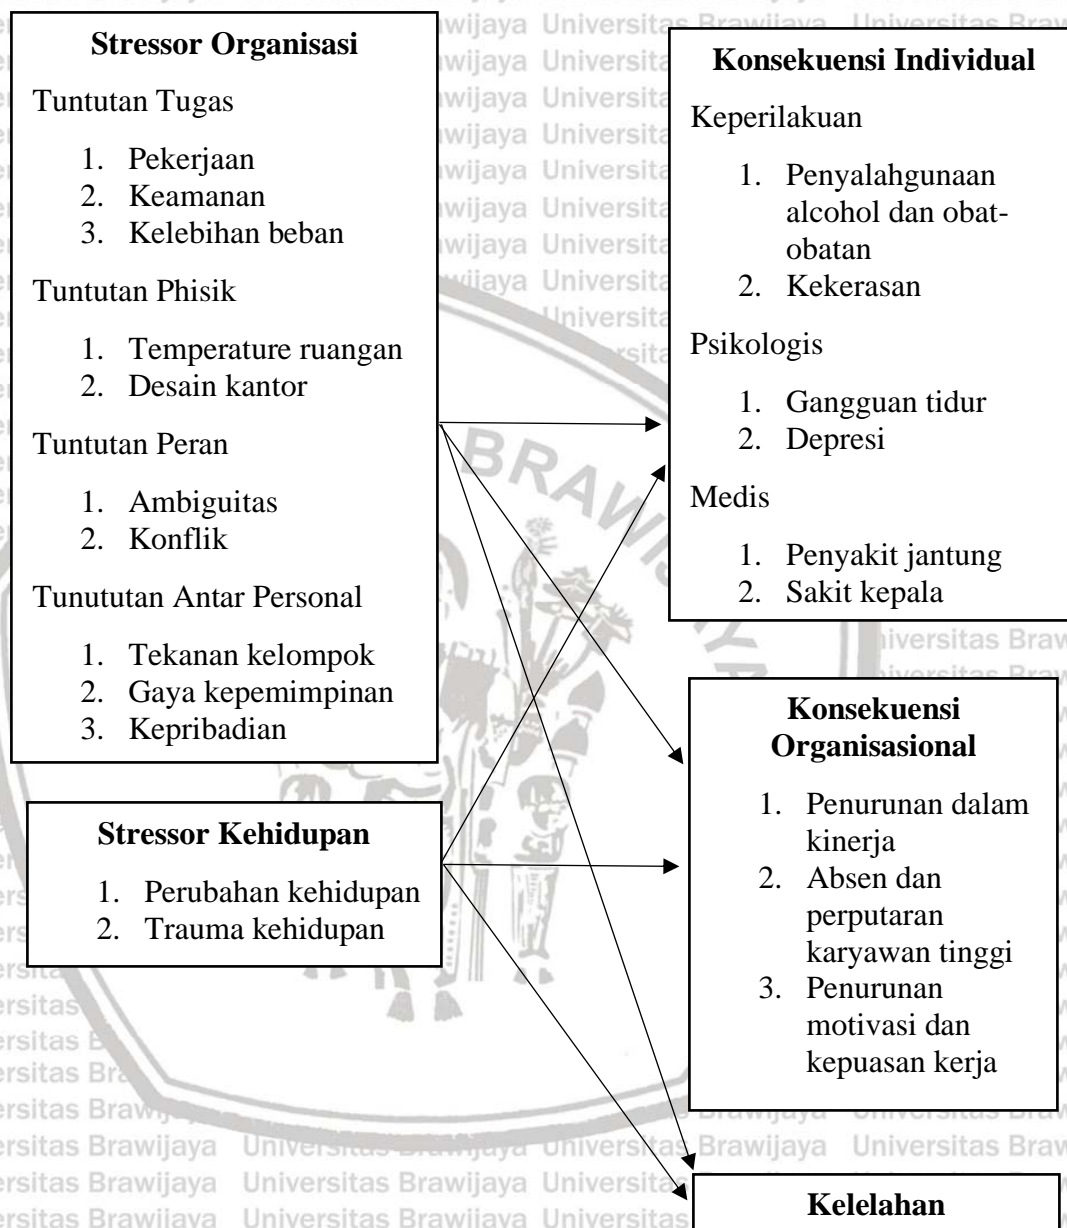 Stressor Organisasi
Tuntutan Tugas
1. Pekerjaan
2. Keamanan
3. Kelebihan beban
Tuntutan Phisik
1. Temperature ruangan
2. Desain kantor
Tuntutan Peran
1. Ambiguitas
2. Konflik
Tunututan Antar Personal
1. Tekanan kelompok
2. Gaya kepemimpinan
3. Kepribadian
Stressor Kehidupan
1. Perubahan kehidupan
2. Trauma kehidupan
Konsekuensi Individual
Keperilakuan
1. Penyalahgunaan
alcohol dan obat-
obatan
2. Kekerasan
Psikologis
1. Gangguan tidur
2. Depresi
Medis
1. Penyakit jantung
2. Sakit kepala
Konsekuensi
Organisasional
1. Penurunan dalam
kinerja
2. Absen dan
perputaran
karyawan tinggi
3. Penurunan
motivasi dan
kepuasan kerja
Kelelahan